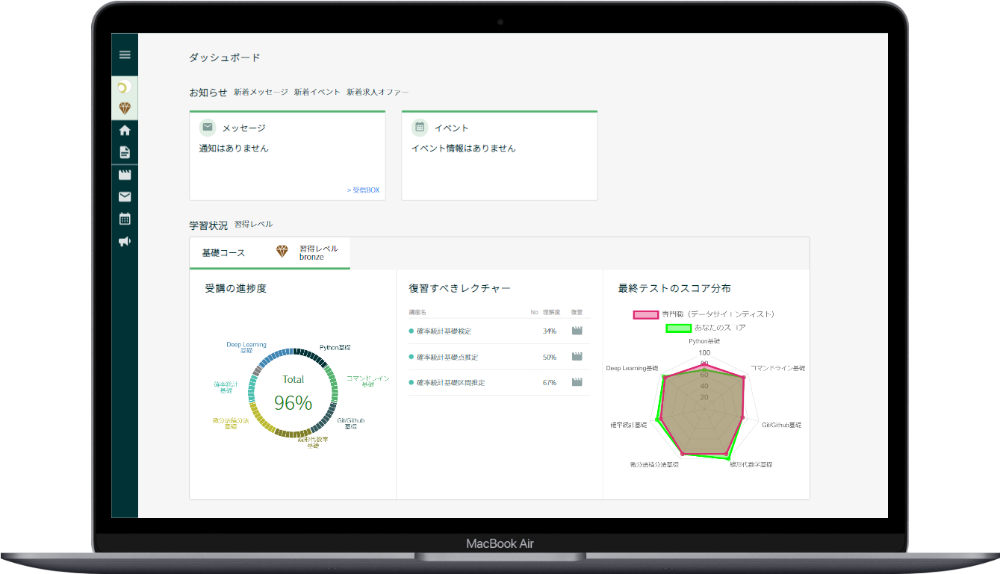 ダッシュボード
お知らせ 新着メッセージ 新着イベント 新着求人オファー
メッセージ
通知はありません
> 受信BOX
イベント
イベント情報はありません
学習状況 習得レベル
基礎コース
習得レベル
bronze
受講の進捗度
Deep Learning
基礎
Python基礎
確率統計
基礎
コマンドライン
基礎
Total
96%
微分法積分法
基礎
Git/Github
基礎
線形代数学
基礎
復習すべきレクチャー
講座名 No 理解度 復習
確率統計基礎検定 34%
確率統計基礎点推定 50%
確率統計基礎区間推定 67%
最終テストのスコア分布
専門職（データサイエンティスト）
あなたのスコア
Python基礎
100
80
60
40
20
Deep Learning基礎
コマンドライン基礎
確率統計基礎
Git/Github基礎
微分法積分法基礎
線形代数学基礎
MacBook Air